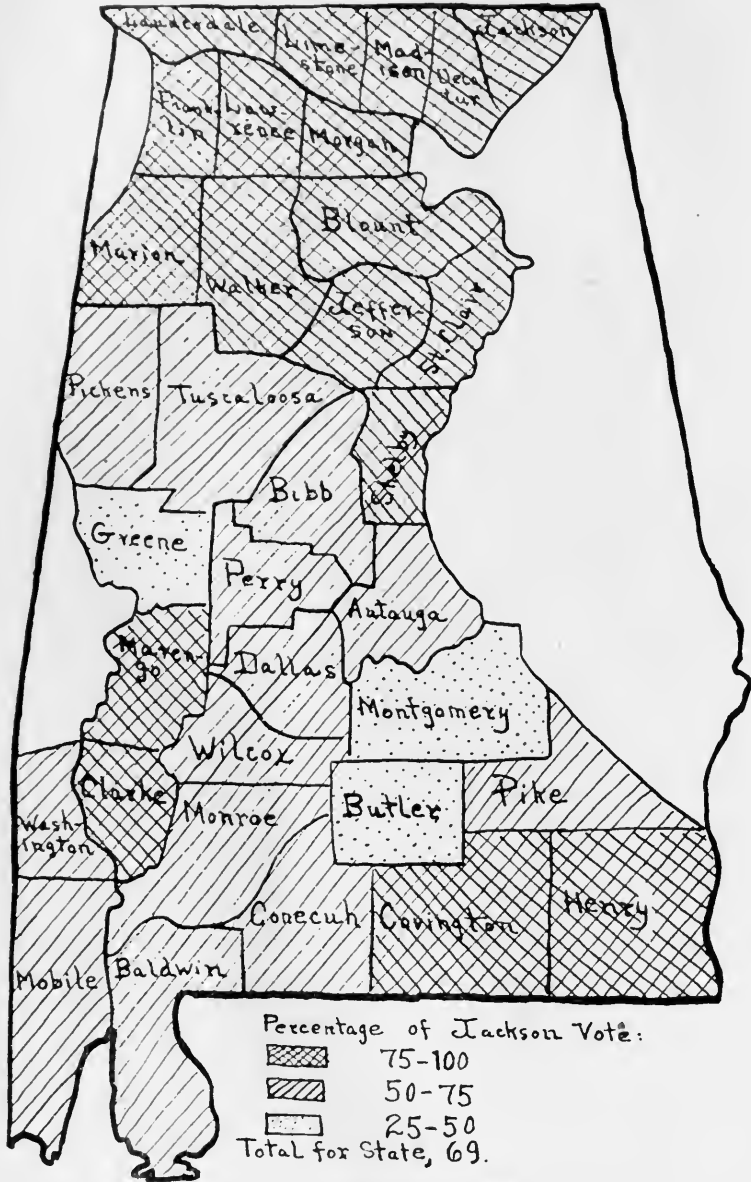 Lauderdale
Lime-
stone
Mad-
ison
Deca
tur
Jackson
Frank-
lin
Law-
rence
Morgan
Marion
Walker
Blount
Jeffer-
son
St. Clair
Pickens
Tuscaloosa
Shelby
Bibb
Greene
Perry
Autauga
Maren-
go
Dallas
Montgomery
Wilcox
Clarke
Wash-
ington
Monroe
Butler
Pike
Conecuh
Covington
Henry
Mobile
Baldwin
Percentage of Jackson Vote:
75-100
50-75
25-50
Total for State, 69.